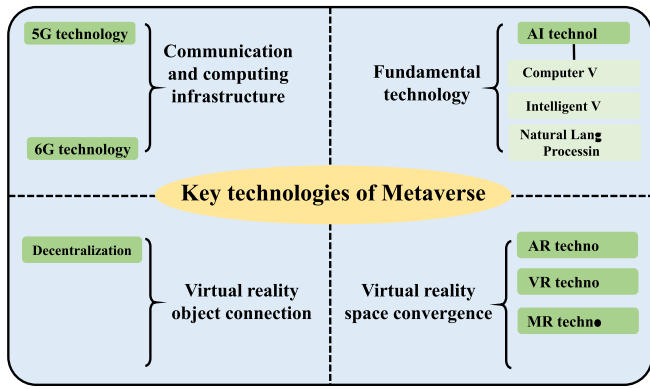 5G technology
6G technology
Communication
and computing
infrastructure
Fundamental
technology
AI technol
Computer V
Intelligent V
Natural Lang
Processin
Key technologies of Metaverse
Decentralization
Virtual reality
object connection
Virtual reality
space convergence
AR techno
VR techno
MR techno